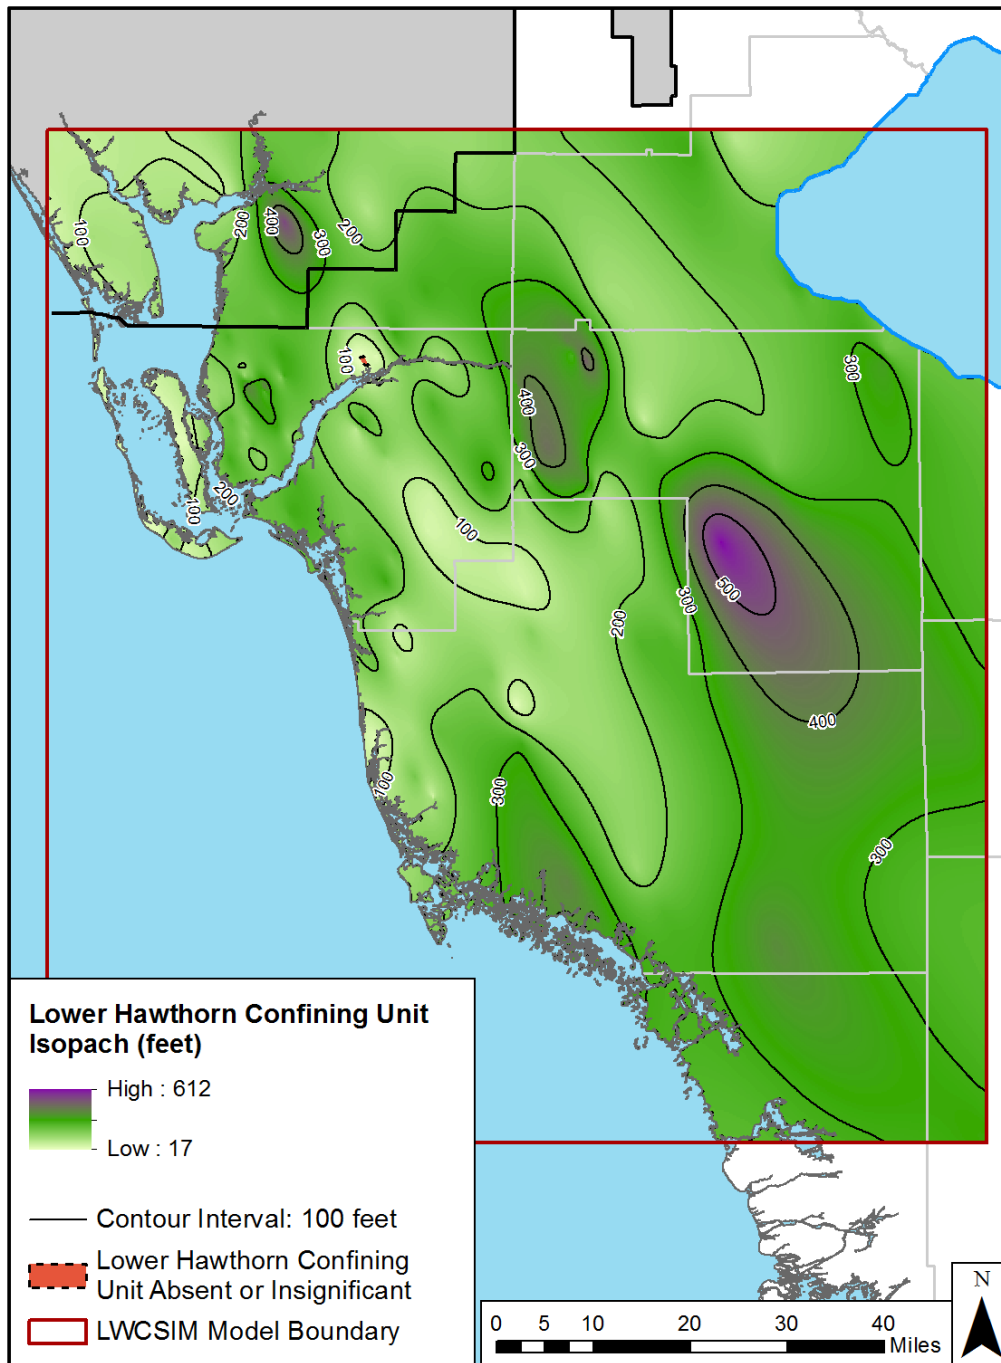 100
200
400
300
200
100
300
400
300
200
100
100
500
300
200
400
300
100
300
Lower Hawthorn Confining Unit
Isopach (feet)
High : 612
Low : 17
Contour Interval: 100 feet
Lower Hawthorn Confining
Unit Absent or Insignificant
LWCSIM Model Boundary
N
0 5 10 20 30 40
Miles